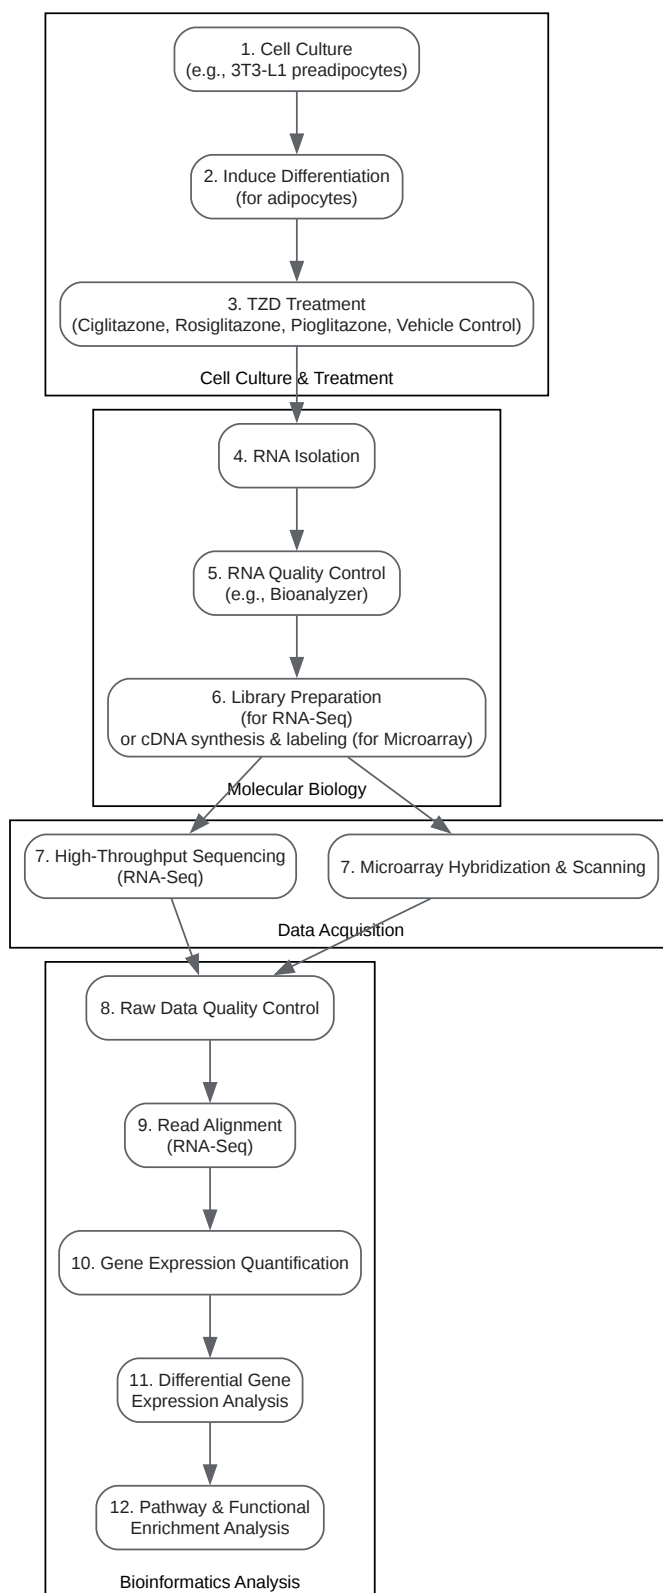 1. Cell Culture
(e.g., 3T3-L1 preadipocytes)
2. Induce Differentiation
(for adipocytes)
3. TZD Treatment
(Ciglitazone, Rosiglitazone, Pioglitazone, Vehicle Control)
Cell Culture & Treatment
4. RNA Isolation
5. RNA Quality Control
(e.g., Bioanalyzer)
6. Library Preparation
(for RNA-Seq)
or cDNA synthesis & labeling (for Microarray)
Molecular Biology
7. High-Throughput Sequencing
(RNA-Seq)
7. Microarray Hybridization & Scanning
Data Acquisition
8. Raw Data Quality Control
9. Read Alignment
(RNA-Seq)
10. Gene Expression Quantification
11. Differential Gene
Expression Analysis
12. Pathway & Functional
Enrichment Analysis
Bioinformatics Analysis